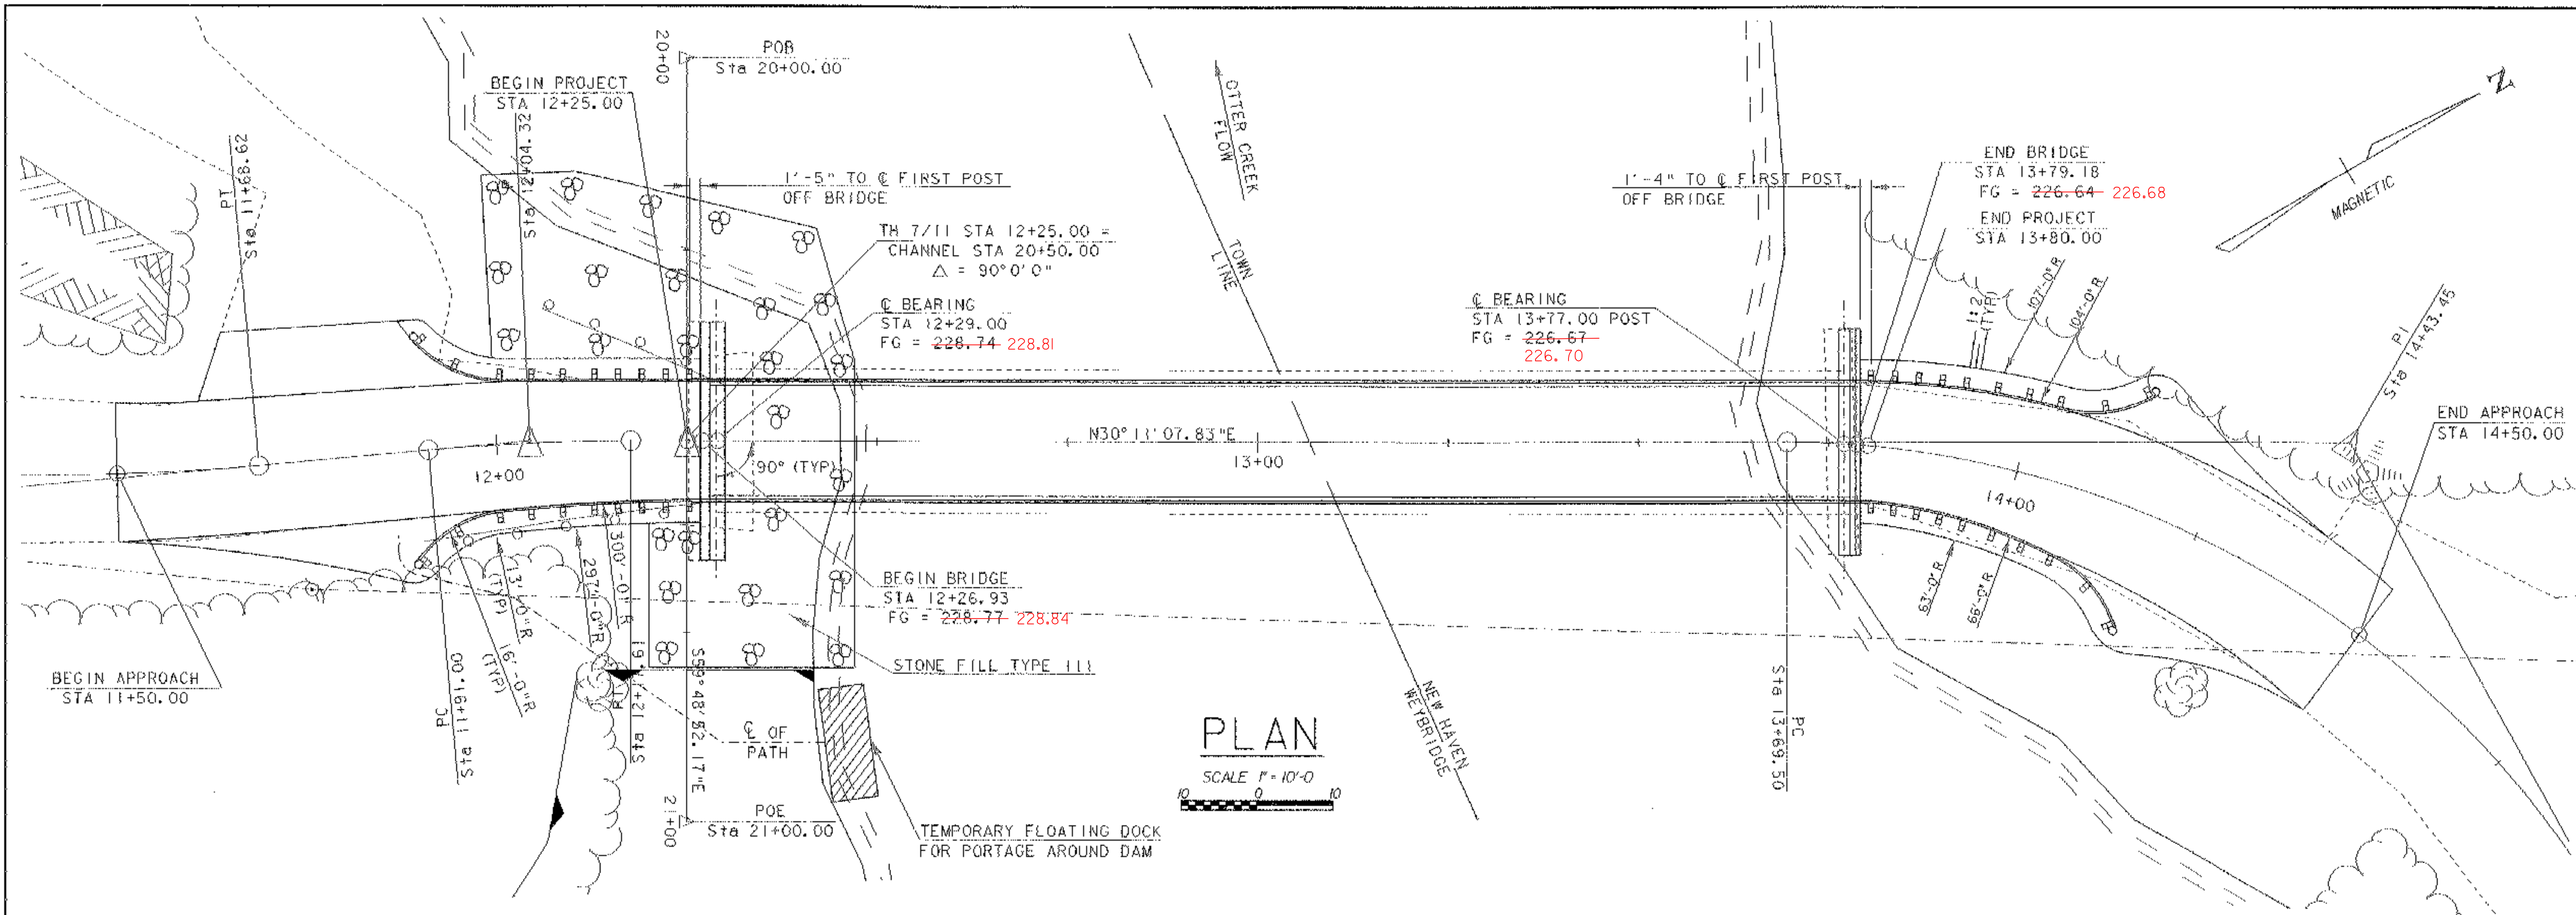 20+00
POB
Sta 20+00.00
BEGIN PROJECT
STA 12+25.00
Sta 12+04.32
PT
Sta 11+68.62
1'-5" TO ℄ FIRST POST
OFF BRIDGE
TH 7/11 STA 12+25.00 =
CHANNEL STA 20+50.00
△ = 90°0'0"
℄ BEARING
STA 12+29.00
FG = 228.74 228.81
OTTER CREEK
FLOW
TOWN
LINE
1'-4" TO ℄ FIRST POST
OFF BRIDGE
END BRIDGE
STA 13+79.18
FG = 226.64 226.68
END PROJECT
STA 13+80.00
N
MAGNETIC
℄ BEARING
STA 13+77.00 POST
FG = 226.67
226.70
1:2
(TYP)
107'-0"R
104'-0"R
PI
Sta 14+43.45
END APPROACH
STA 14+50.00
12+00
90° (TYP)
N30°11'07.83"E
13+00
14+00
BEGIN APPROACH
STA 11+50.00
PC
Sta 11+91.00
13'-0"R
(TYP)
16'-0"R
(TYP)
297'-0"R
300'-0"R
PT
Sta 12+17.61
S59°48'52.17"E
BEGIN BRIDGE
STA 12+26.93
FG = 228.77 228.84
STONE FILL TYPE III
℄ OF
PATH
21+00
POE
Sta 21+00.00
TEMPORARY FLOATING DOCK
FOR PORTAGE AROUND DAM
PLAN
SCALE 1" = 10'-0
10 0 10
NEW HAVEN
WEYBRIDGE
PC
Sta 13+69.50
63'-0"R
66'-0"R